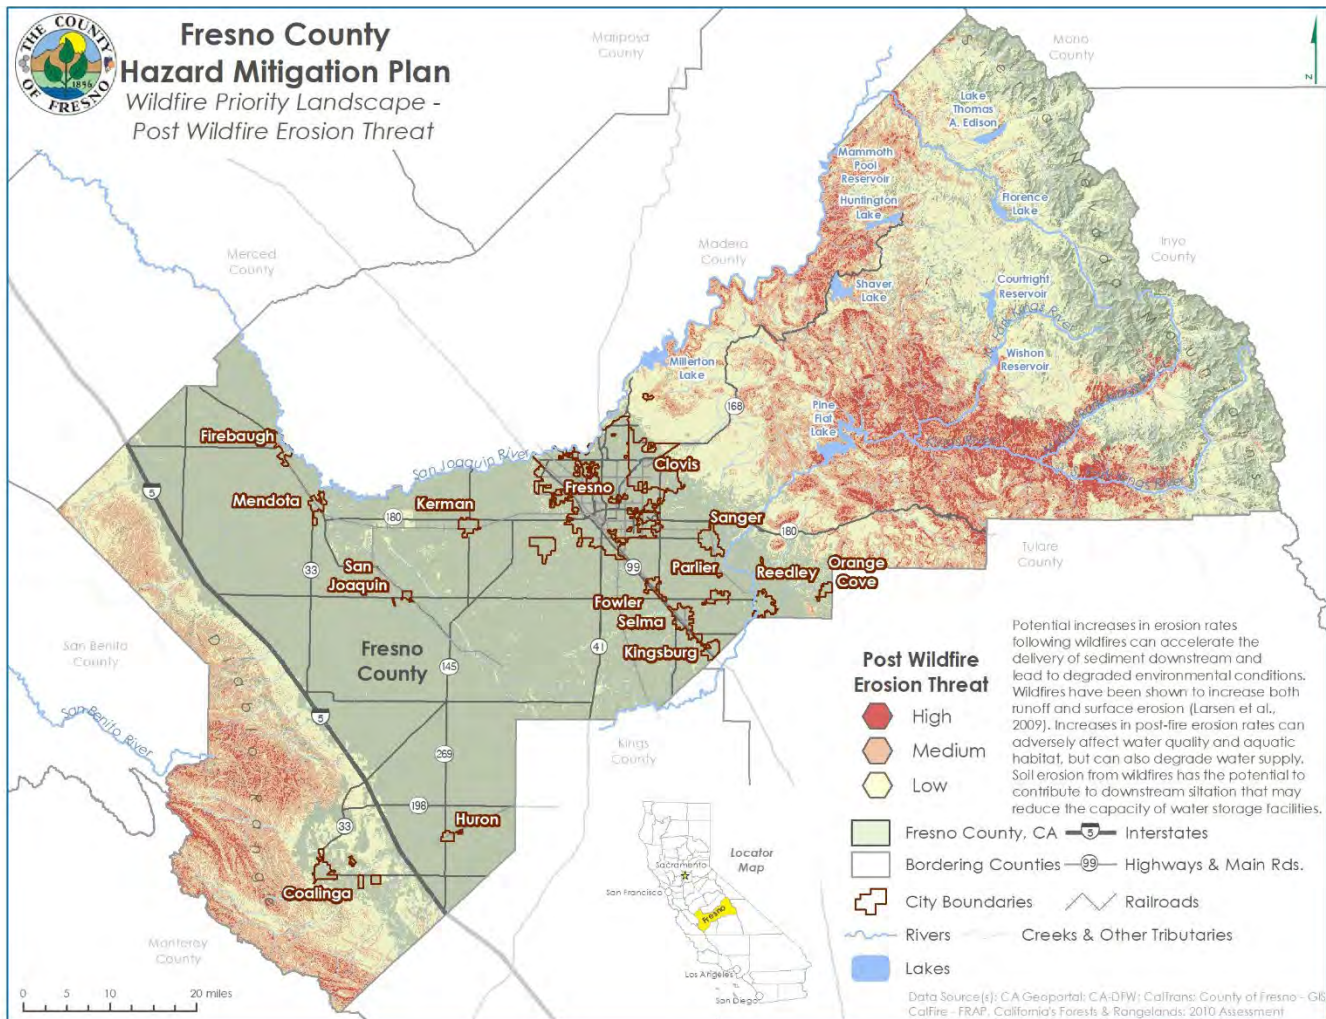 THE COUNTY
OF FRESNO
1856
Fresno County
Hazard Mitigation Plan
Wildfire Priority Landscape -
Post Wildfire Erosion Threat
Mariposa
County
Mono
County
N
Lake
Thomas
A. Edison
Mammoth
Pool
Reservoir
Huntington
Lake
Florence
Lake
Inyo
County
Merced
County
Madera
County
Shaver
Lake
Courtright
Reservoir
Wishon
Reservoir
Millerton
Lake
Pine
Flat
Lake
168
Firebaugh
San Joaquin River
Clovis
Fresno
5
Mendota
Kerman
180
Sanger
180
Tulare
County
San
Joaquin
33
99
Parlier
Reedley
Orange
Cove
Fowler
Selma
Kingsburg
San Benito
County
Fresno
County
145
41
San Benito
River
5
Kings
County
269
198
Huron
33
Coalinga
Monterey
County
Potential increases in erosion rates
following wildfires can accelerate the
delivery of sediment downstream and
lead to degraded environmental conditions.
Wildfires have been shown to increase both
runoff and surface erosion (Larsen et al.,
2009). Increases in post-fire erosion rates can
adversely affect water quality and aquatic
habitat, but can also degrade water supply.
Soil erosion from wildfires has the potential to
contribute to downstream siltation that may
reduce the capacity of water storage facilities.
Post Wildfire
Erosion Threat
High
Medium
Low
Fresno County, CA
5 Interstates
Bordering Counties
99 Highways & Main Rds.
City Boundaries
Railroads
Rivers
Creeks & Other Tributaries
Lakes
Locator
Map
Sacramento
San Francisco
Fresno
Los Angeles
San Diego
0 5 10 20 miles
Data Source(s): CA Geoportal; CA-DFW; CalTrans; County of Fresno - GIS
CalFire - FRAP, California's Forests & Rangelands: 2010 Assessment